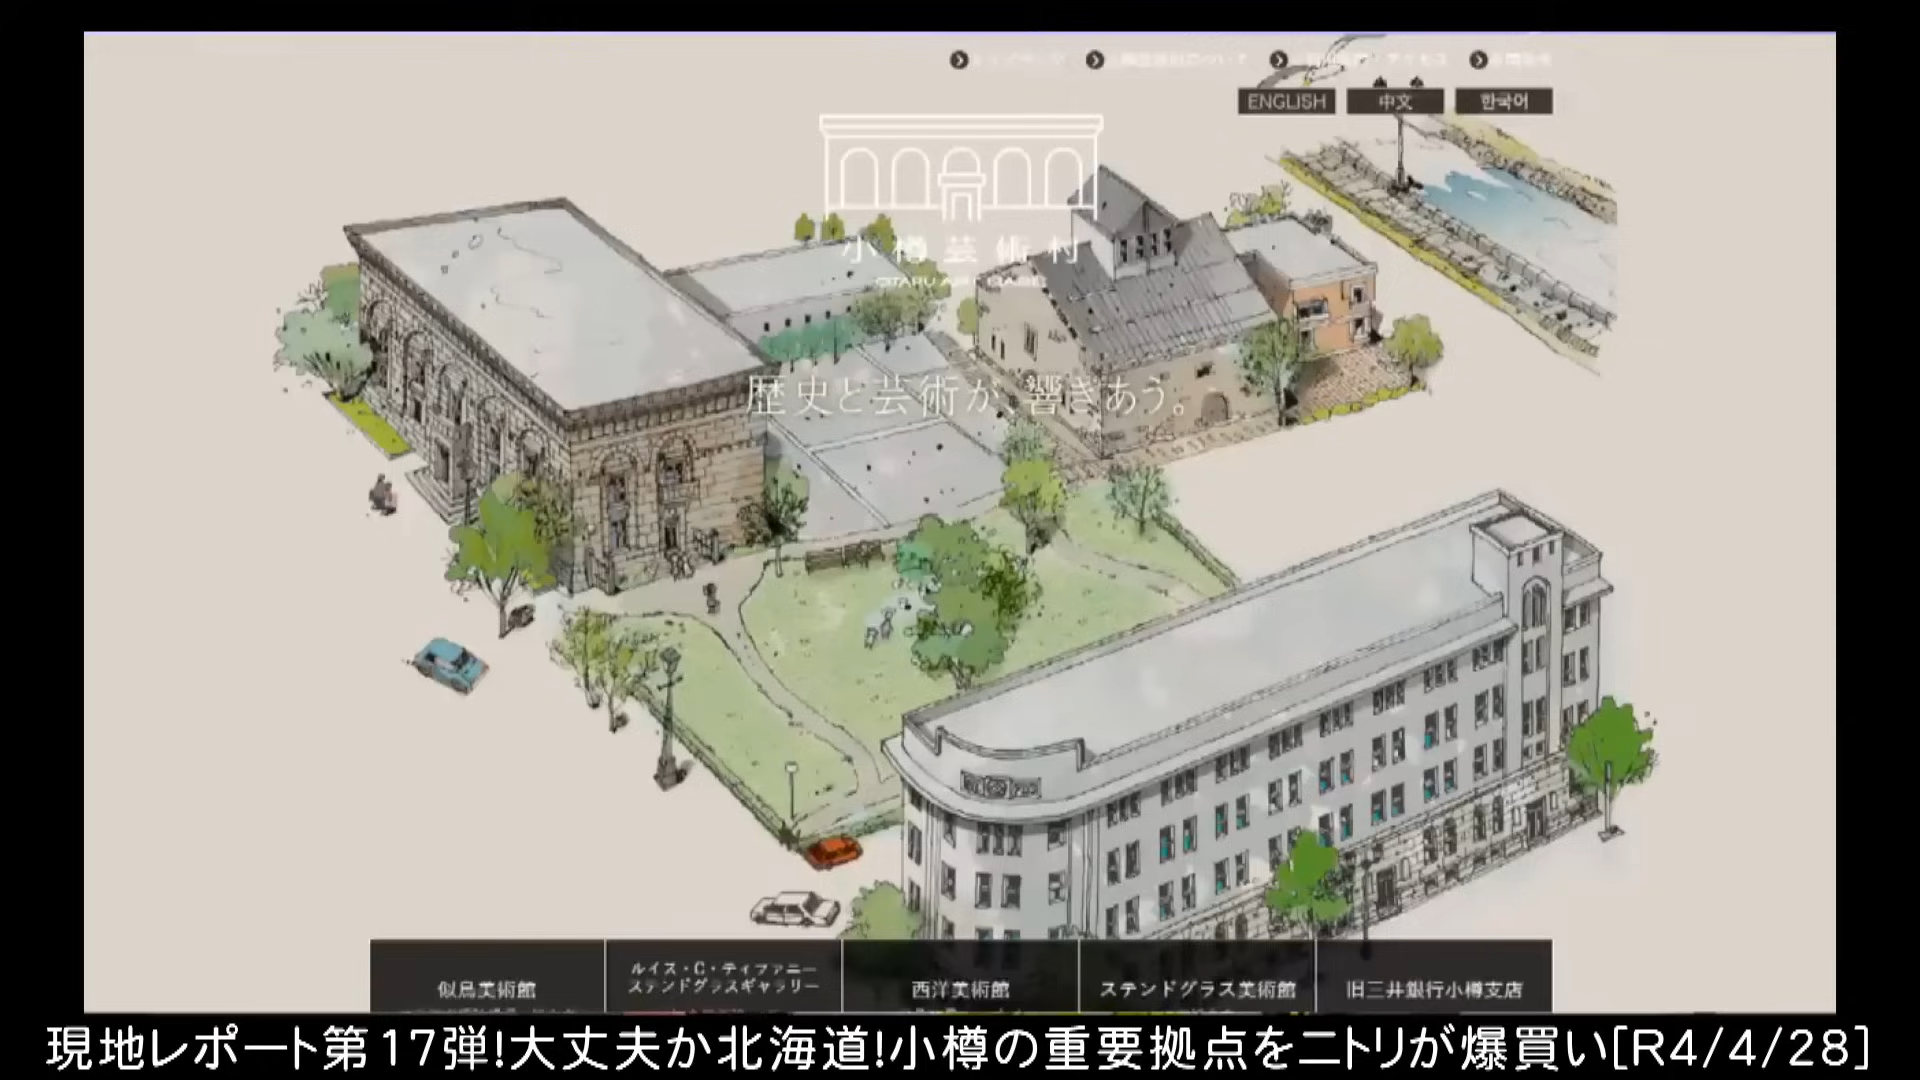 ENGLISH
中文
한국어
小樽芸術村
歴史と芸術が、響きあう。
似鳥美術館
ルイス・C・ティファニー
ステンドグラスギャラリー
西洋美術館
ステンドグラス美術館
旧三井銀行小樽支店
現地レポート第17弾!大丈夫か北海道!小樽の重要拠点をニトリが爆買い[R4/4/28]